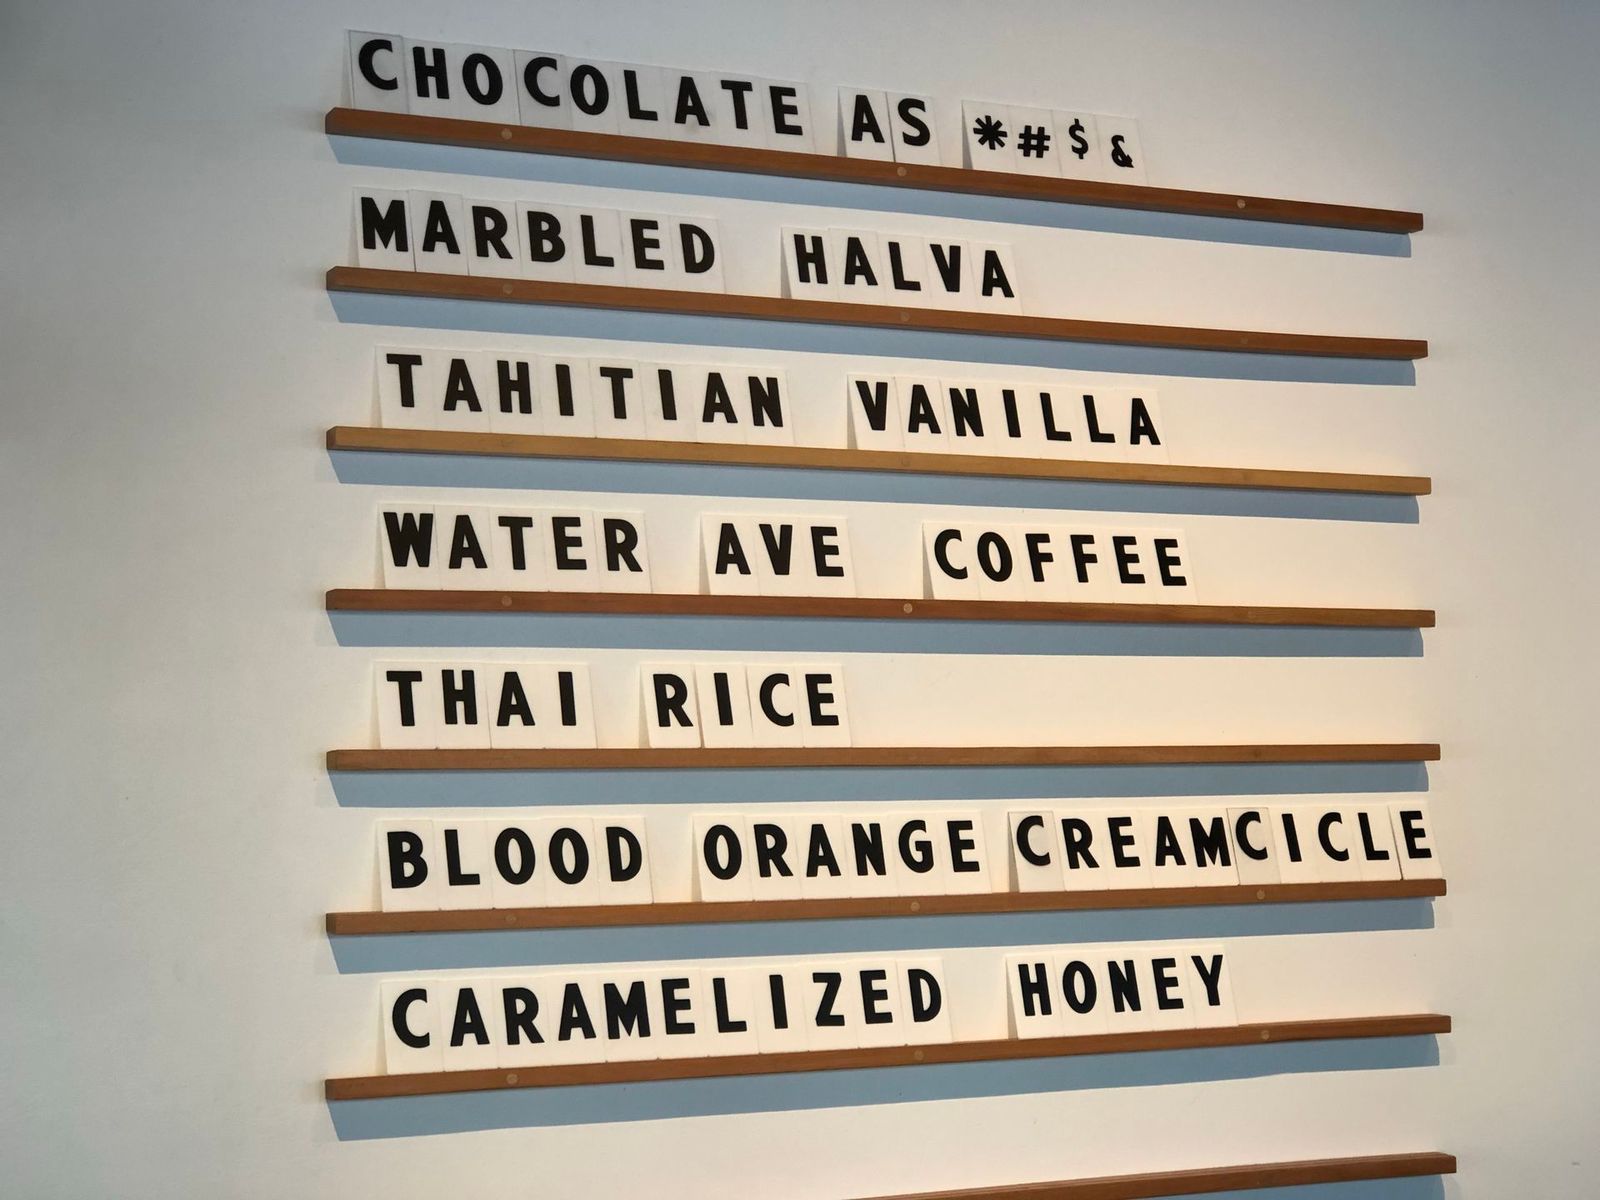 CHOCOLATE AS *#$&
MARBLED HALVA
TAHITIAN VANILLA
WATER AVE COFFEE
THAI RICE
BLOOD ORANGE CREAMCICLE
CARAMELIZED HONEY